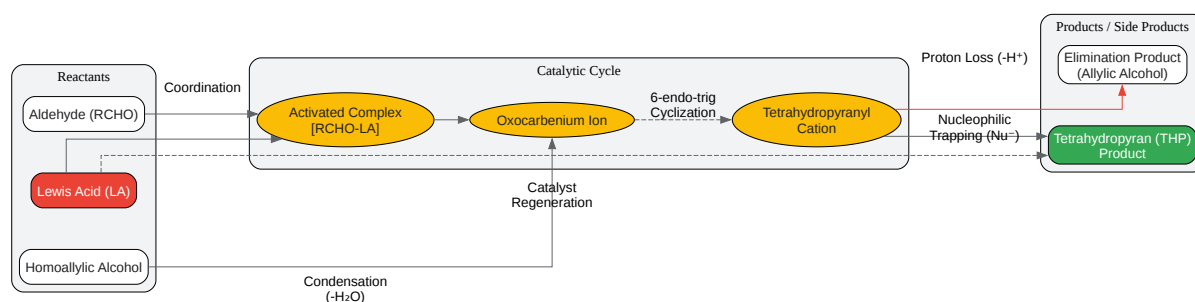 Reactants
Aldehyde (RCHO)
Lewis Acid (LA)
Homoallylic Alcohol
Coordination
Condensation
(-H₂O)
Catalytic Cycle
Activated Complex
[RCHO-LA]
Oxocarbenium Ion
6-endo-trig
Cyclization
Tetrahydropyranyl
Cation
Catalyst
Regeneration
Proton Loss (-H⁺)
Nucleophilic
Trapping (Nu⁻)
Products / Side Products
Elimination Product
(Allylic Alcohol)
Tetrahydropyran (THP)
Product